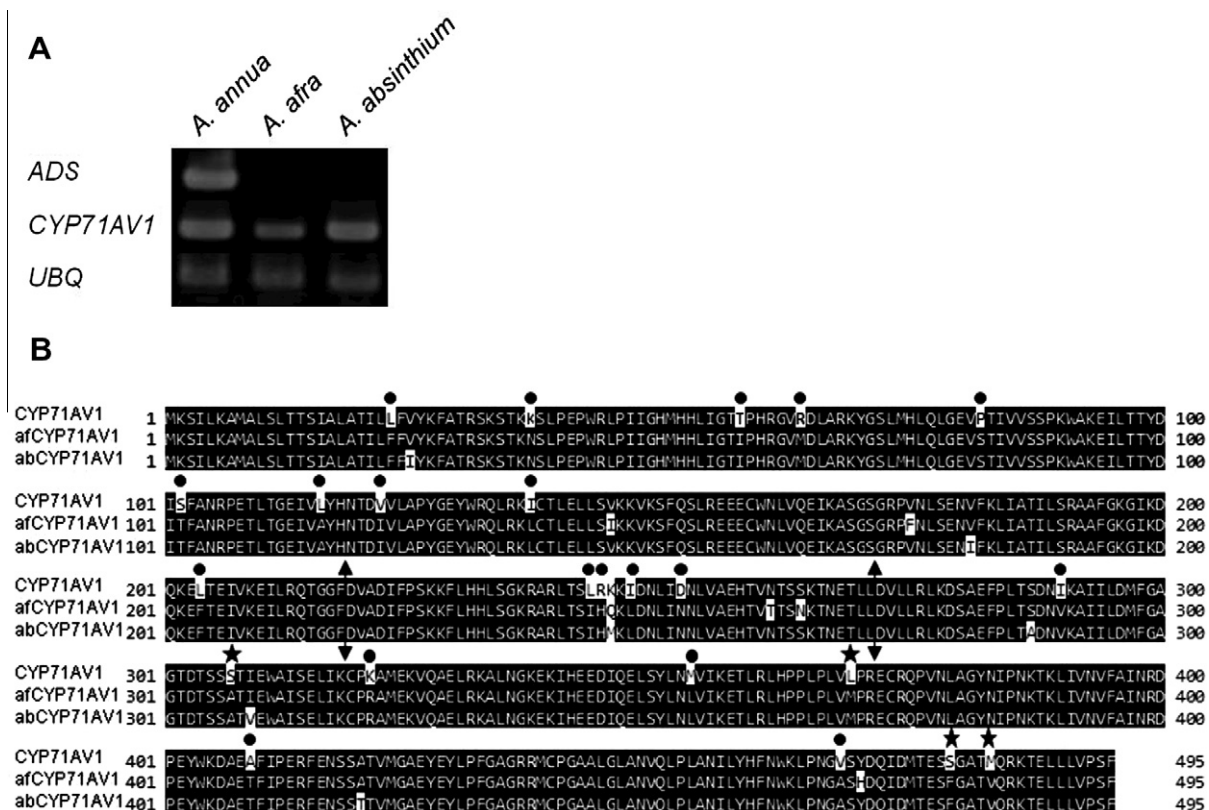 A
A. annua
A. afra
A. absinthium
ADS
CYP71AV1
UBQ
B
CYP71AV1 1 MKSILKAMALSLTTSIALATILLFVYKFATRSKSTKKSLPEPWRLPIIGHMHHLIGTTPHRGVRDLARKYGSLMHLQLGEVPTIVVSSPKWAKEILTTYD 100
afCYP71AV1 1 MKSILKAMALSLTTSIALATILFFVYKFATRSKSTKNSLPEPWRLPIIGHMHHLIGTIPHRGVMDLARKYGSLMHLQLGEVSTIVVSSPKWAKEILTTYD 100
abCYP71AV1 1 MKSILKAMALSLTTSIALATILFFIYKFATRSKSTKNSLPEPWRLPIIGHMHHLIGTIPHRGVMDLARKYGSLMHLQLGEVSTIVVSSPKWAKEILTTYD 100
CYP71AV1 101 ISFANRPETLTGEIVLYHNTDVVLAPYGEYWRQLRKICTLELLSVKKVKSFQSLREEECWNLVQEIKASGSGRPVNLSENVFKLIATILSRAAFGKGIKD 200
afCYP71AV1 101 ITFANRPETLTGEIVAYHNTDIVLAPYGEYWRQLRKLCTLELLSIKKVKSFQSLREEECWNLVQEIKASGSGRPFNLSENVFKLIATILSRAAFGKGIKD 200
abCYP71AV1 101 ITFANRPETLTGEIVAYHNTDIVLAPYGEYWRQLRKLCTLELLSVKKVKSFQSLREEECWNLVQEIKASGSGRPVNLSENIFKLIATILSRAAFGKGIKD 200
CYP71AV1 201 QKELTEIVKEILRQTGGFDVADIFPSKKFLHHLSGKRARLTSLRKKIDNLIDNLVAEHTVNTSSKTNETLLDVLLRLKDSAEFPLTSDNIKAIILDMFGA 300
afCYP71AV1 201 QKEFTEIVKEILRQTGGFDVADIFPSKKFLHHLSGKRARLTSIHQKLDNLINNLVAEHTVTTSNKTNETLLDVLLRLKDSAEFPLTSDNVKAIILDMFGA 300
abCYP71AV1 201 QKEFTEIVKEILRQTGGFDVADIFPSKKFLHHLSGKRARLTSIHMKLDNLINNLVAEHTVNTSSKTNETLLDVLLRLKDSAEFPLTADNVKAIILDMFGA 300
CYP71AV1 301 GTDTSSSTIEWAISELIKCPKAMEKVQAELRKALNGKEKIHEEDIQELSYLNMVIKETLRLHPPLPLVLPRECRQPVNLAGYNIPNKTKLIVNVFAINRD 400
afCYP71AV1 301 GTDTSSATIEWAISELIKCPRAMEKVQAELRKALNGKEKIHEEDIQELSYLNLVIKETLRLHPPLPLVMPRECRQPVNLAGYNIPNKTKLIVNVFAINRD 400
abCYP71AV1 301 GTDTSSATVEWAISELIKCPRAMEKVQAELRKALNGKEKIHEEDIQELSYLNLVIKETLRLHPPLPLVMPRECRQPVNLAGYNIPNKTKLIVNVFAINRD 400
CYP71AV1 401 PEYWKDAEAFIPERFENSSATVMGAEYEYLPFGAGRRMCPGAALGLANVQLPLANILYHFNWKLPNGVSYDQIDMTESSGATMQRKTELLLVPSF 495
afCYP71AV1 401 PEYWKDAETFIPERFENSSATVMGAEYEYLPFGAGRRMCPGAALGLANVQLPLANILYHFNWKLPNGASHDQIDMTESFGATVQRKTELLLVPSF 495
abCYP71AV1 401 PEYWKDAETFIPERFENSSTTVMGAEYEYLPFGAGRRMCPGAALGLANVQLPLANILYHFNWKLPNGASYDQIDMTESFGATVQRKTELLLVPSF 495